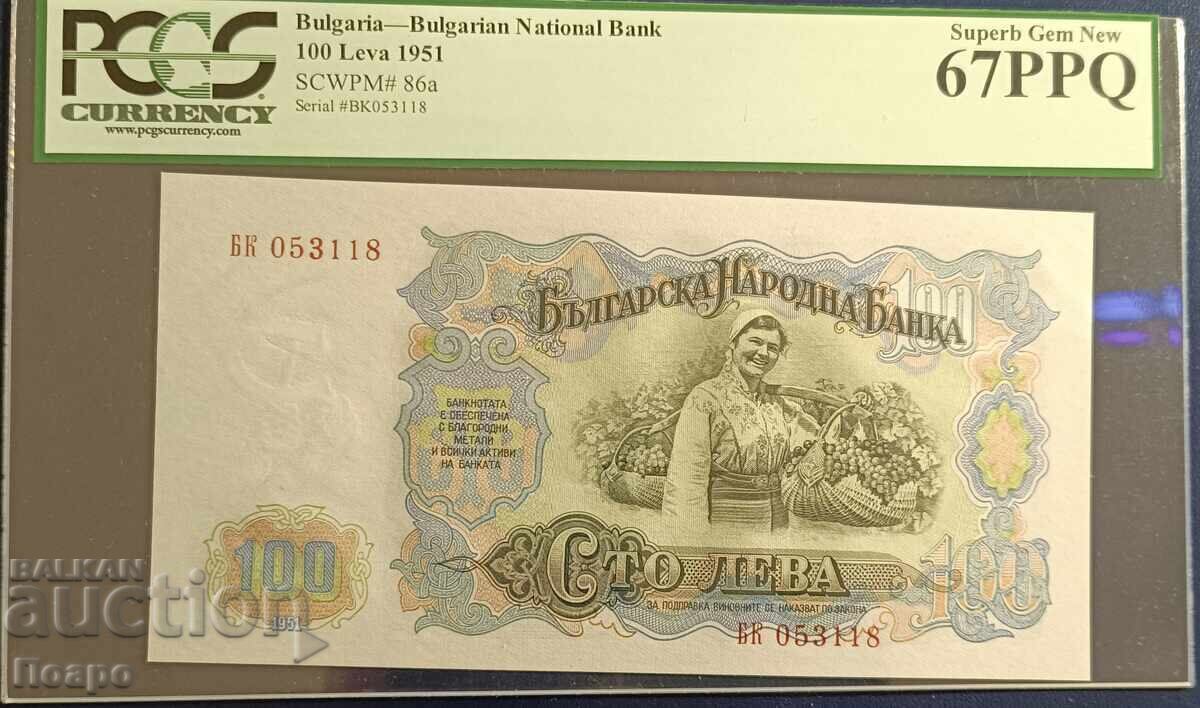 PCGS
CURRENCY
www.pcgscurrency.com
Bulgaria—Bulgarian National Bank
100 Leva 1951
SCWPM# 86a
Serial #BK053118
Superb Gem New
67PPQ
БК 053118
БЪЛГАРСКА НАРОДНА БАНКА
100
БАНКНОТАТА
Е ОБЕСПЕЧЕНА
С БЛАГОРОДНИ
МЕТАЛИ
И ВСИЧКИ АКТИВИ
НА БАНКАТА
100
1951
СТО ЛЕВА
100
ЗА ПОДПРАВКА ВИНОВНИТЕ СЕ НАКАЗВАТ ПО ЗАКОНА
БК 053118
BALKAN
auction
Поаро